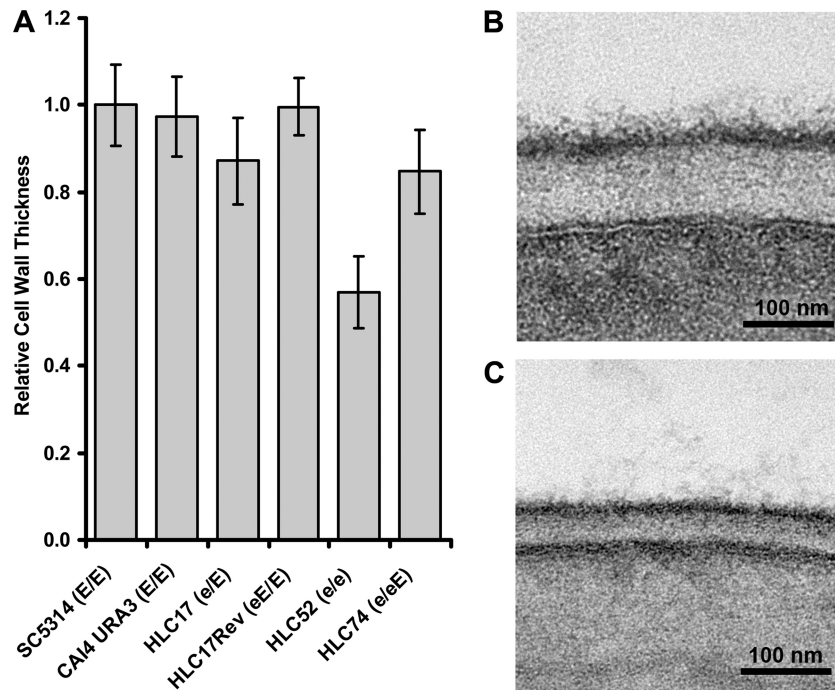 A
Relative Cell Wall Thickness
1.2
1.0
0.8
0.6
0.4
0.2
0.0
SC5314 (E/E)
CAI4 URA3 (E/E)
HLC17 (e/E)
HLC17Rev (eE/E)
HLC52 (e/e)
HLC74 (e/eE)
B
100 nm
C
100 nm